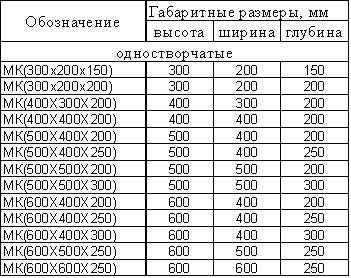 Обозначение Габаритные размеры, мм
высота ширина глубина
одностворчатые
МК(300х200х150) 300 200 150
МК(300х200х200) 300 200 200
МК(400Х300Х200) 400 300 200
МК(400Х400Х200) 400 400 200
МК(500Х400Х200) 500 400 200
МК(500Х400Х250) 500 400 250
МК(500Х500Х200) 500 500 200
МК(500Х500Х300) 500 500 300
МК(600Х400Х200) 600 400 200
МК(600Х400Х250) 600 400 250
МК(600Х400Х300) 600 400 300
МК(600Х500Х250) 600 500 250
МК(600Х600Х250) 600 600 250